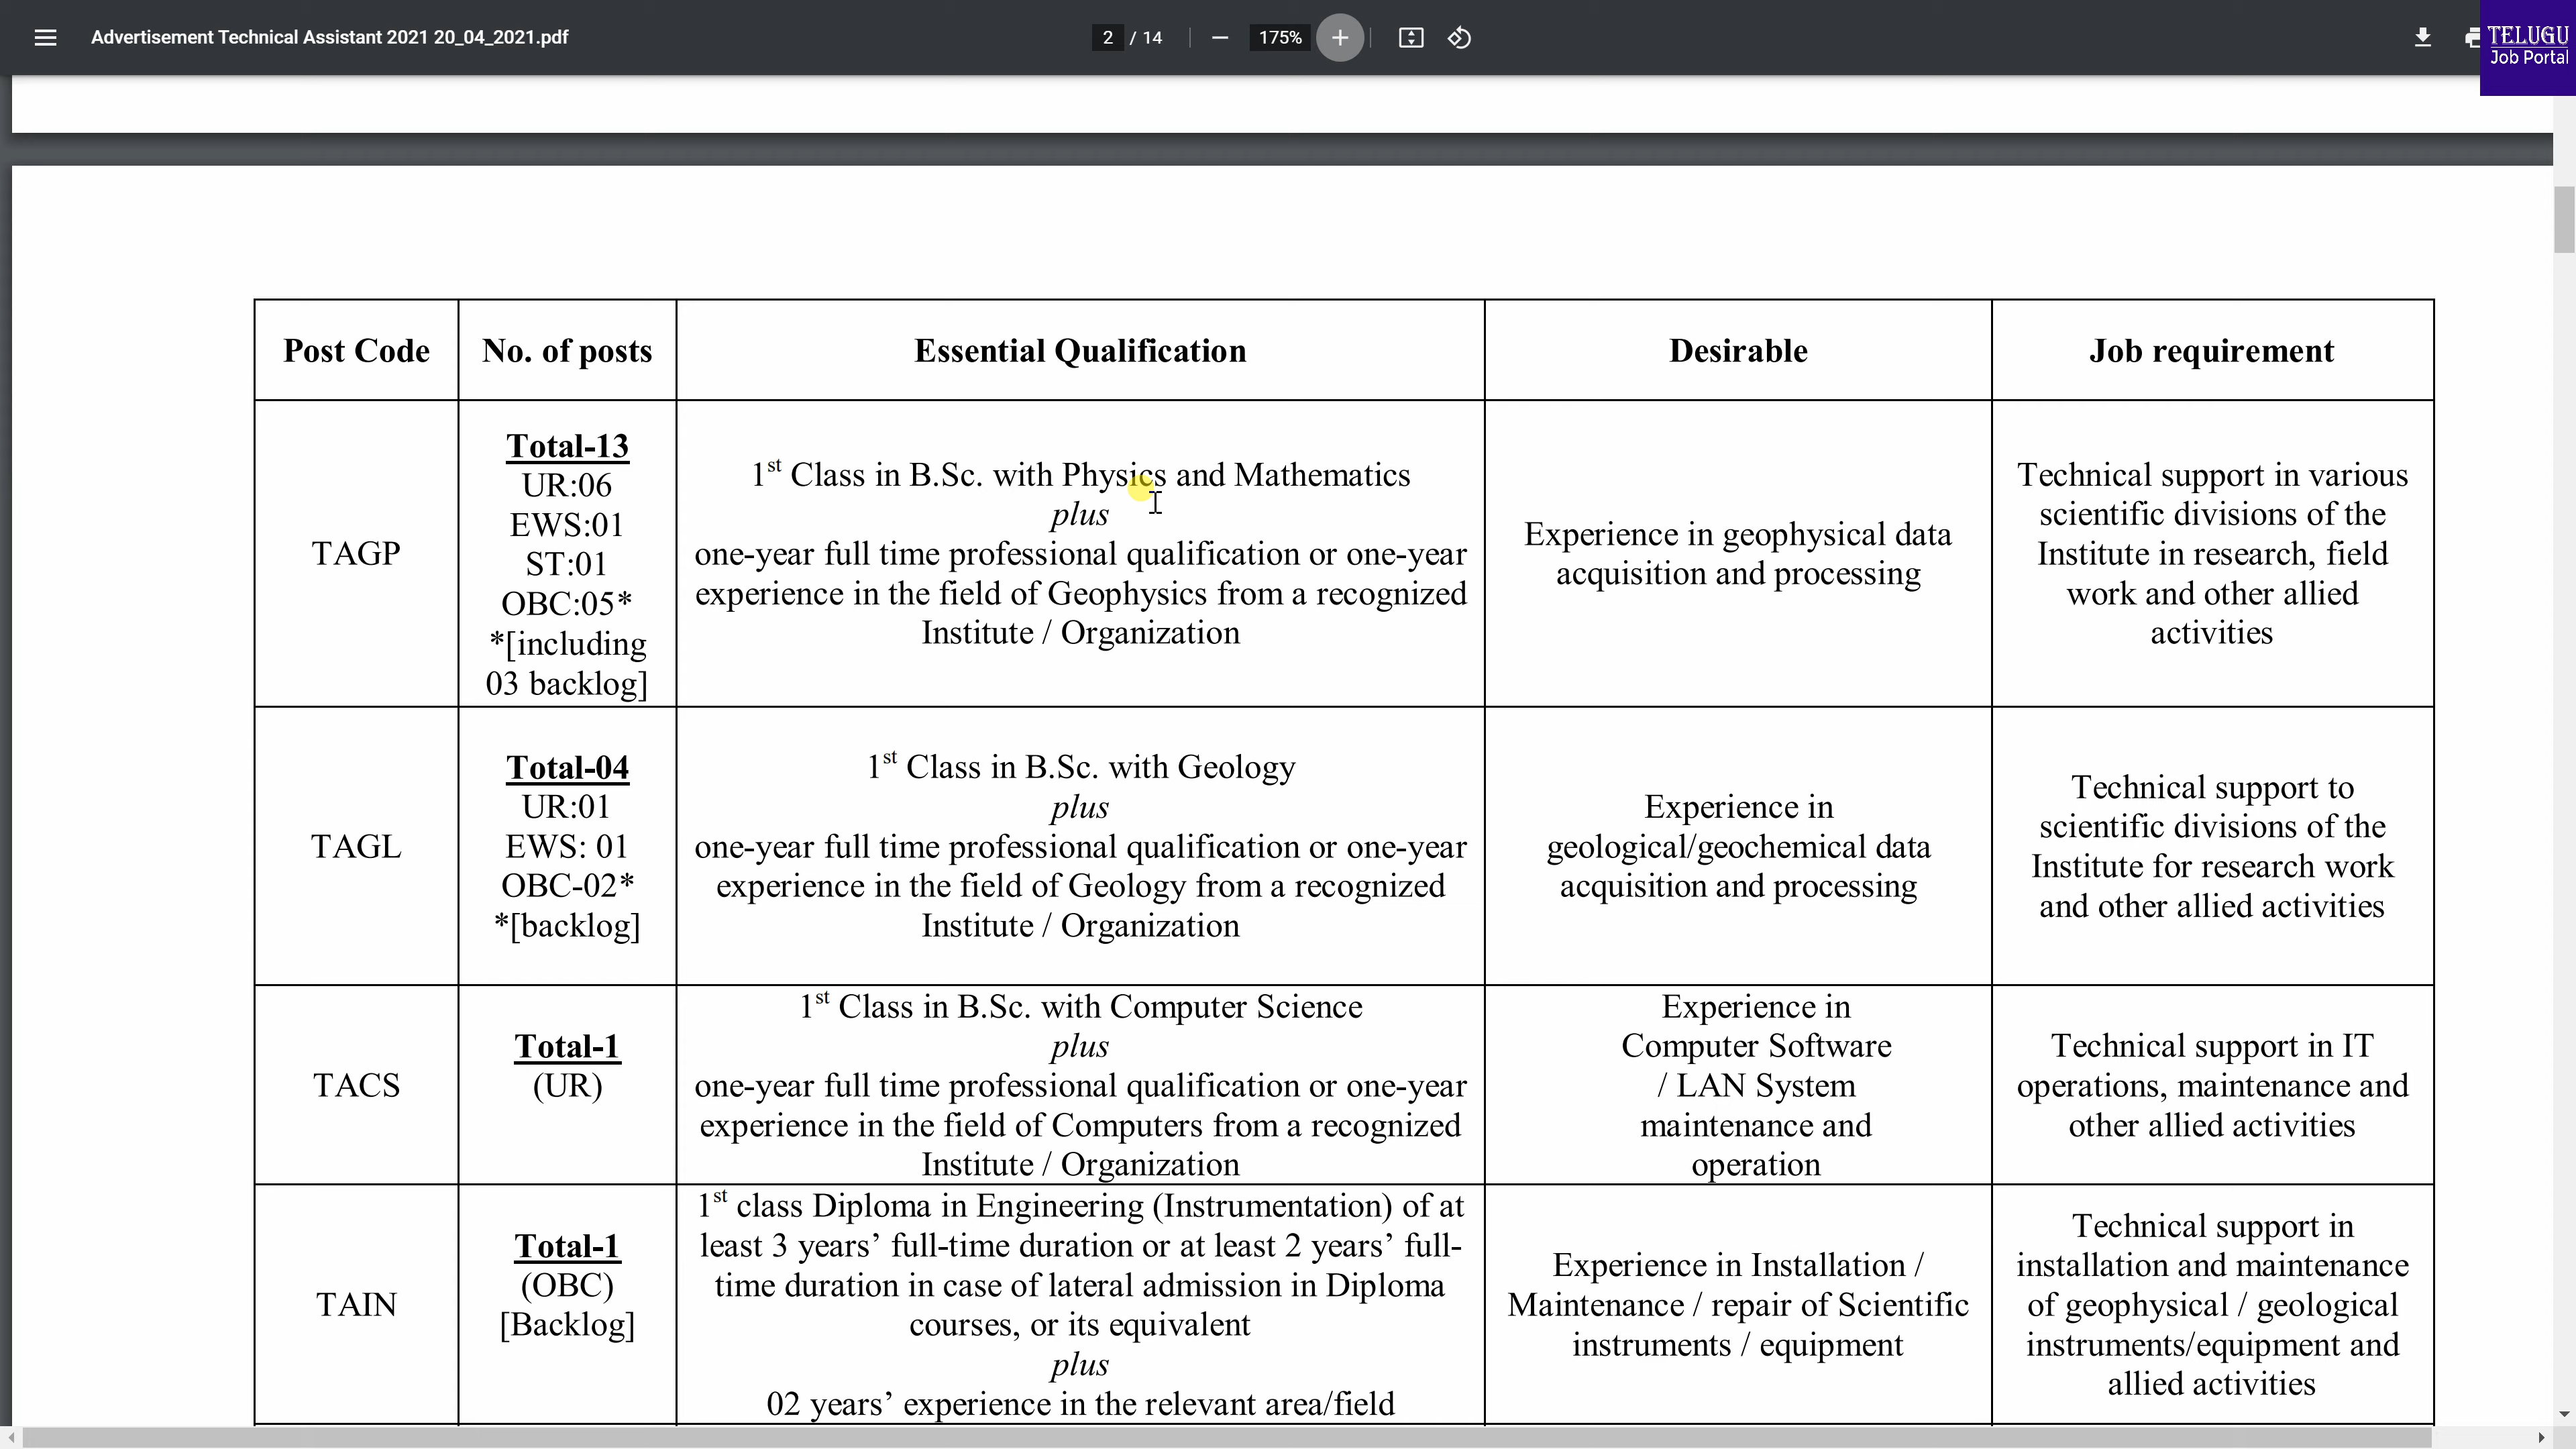 Advertisement Technical Assistant 2021 20_04_2021.pdf
2 / 14
175%
TELUGU
Job Portal
Post Code
No. of posts
Essential Qualification
Desirable
Job requirement
TAGP
Total-13
UR:06
EWS:01
ST:01
OBC:05*
*[including
03 backlog]
1st Class in B.Sc. with Physics and Mathematics
plus
one-year full time professional qualification or one-year
experience in the field of Geophysics from a recognized
Institute / Organization
Experience in geophysical data
acquisition and processing
Technical support in various
scientific divisions of the
Institute in research, field
work and other allied
activities
TAGL
Total-04
UR:01
EWS: 01
OBC-02*
*[backlog]
1st Class in B.Sc. with Geology
plus
one-year full time professional qualification or one-year
experience in the field of Geology from a recognized
Institute / Organization
Experience in
geological/geochemical data
acquisition and processing
Technical support to
scientific divisions of the
Institute for research work
and other allied activities
TACS
Total-1
(UR)
1st Class in B.Sc. with Computer Science
plus
one-year full time professional qualification or one-year
experience in the field of Computers from a recognized
Institute / Organization
Experience in
Computer Software
/ LAN System
maintenance and
operation
Technical support in IT
operations, maintenance and
other allied activities
TAIN
Total-1
(OBC)
[Backlog]
1st class Diploma in Engineering (Instrumentation) of at
least 3 years’ full-time duration or at least 2 years’ full-
time duration in case of lateral admission in Diploma
courses, or its equivalent
plus
02 years’ experience in the relevant area/field
Experience in Installation /
Maintenance / repair of Scientific
instruments / equipment
Technical support in
installation and maintenance
of geophysical / geological
instruments/equipment and
allied activities